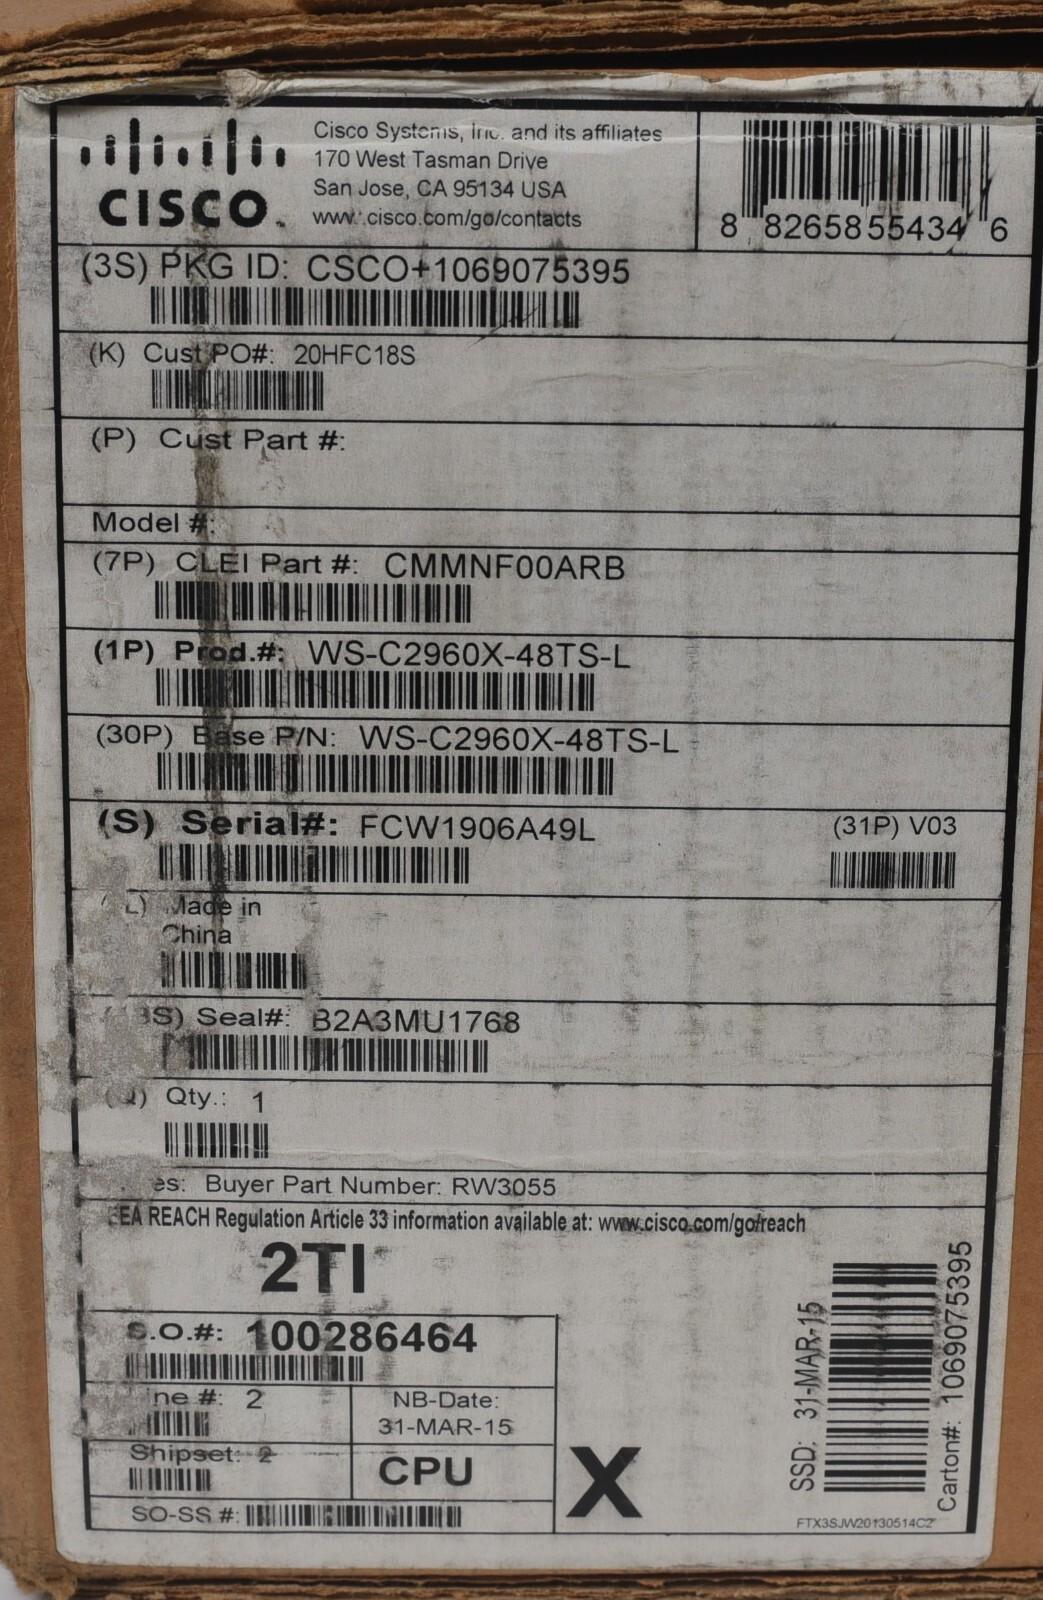 Cisco Systems, Inc. and its affiliates
170 West Tasman Drive
San Jose, CA 95134 USA
www.cisco.com/go/contacts
CISCO
8 82658 55434 6
(3S) PKG ID: CSCO+1069075395
(K) Cust PO#: 20HFC18S
(P) Cust Part #:
Model #:
(7P) CLEI Part #: CMMNF00ARB
(1P) Prod.#: WS-C2960X-48TS-L
(30P) Base P/N: WS-C2960X-48TS-L
(S) Serial#: FCW1906A49L
(31P) V03
L) Made in
China
S) Seal#: B2A3MU1768
(Q) Qty.: 1
es: Buyer Part Number: RW3055
EEA REACH Regulation Article 33 information available at: www.cisco.com/go/reach
2TI
S.O.#: 100286464
ine #: 2
NB-Date:
31-MAR-15
Shipset: 2
CPU
SO-SS #:
X
SSD: 31-MAR-15
Carton#: 1069075395
FTX3SJW20130514C2